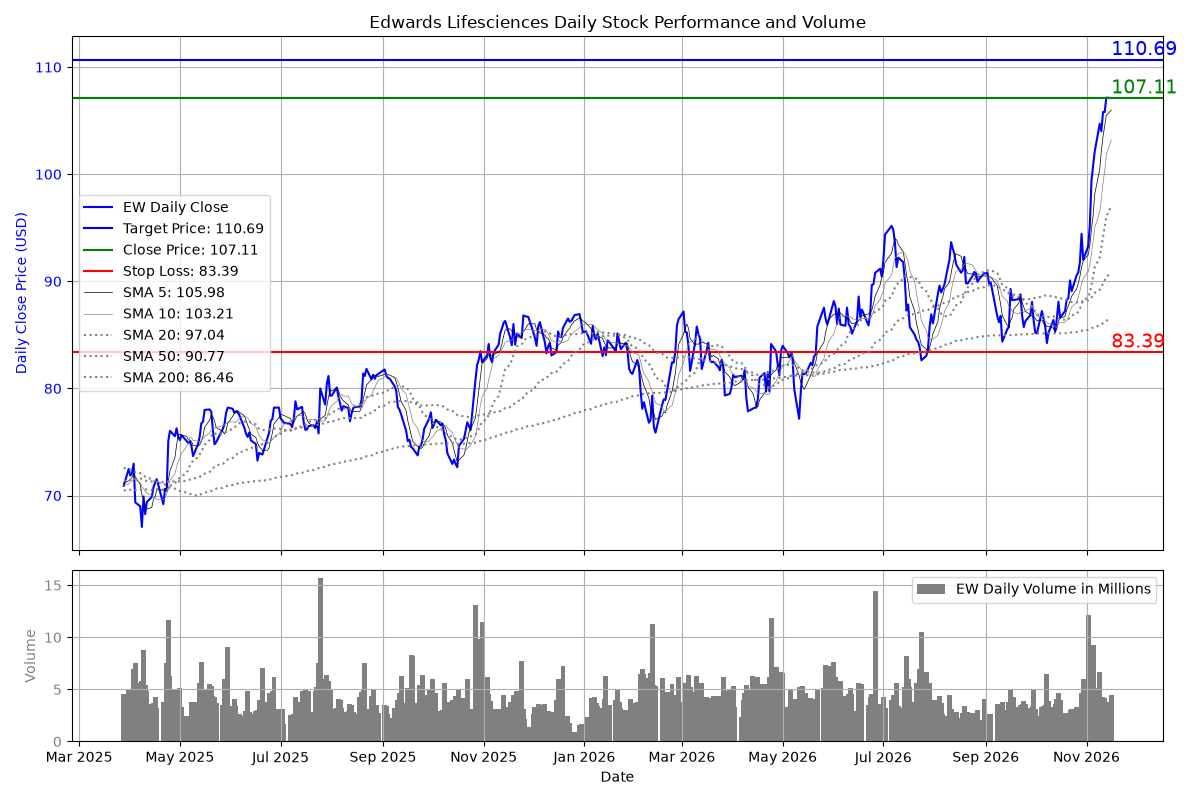 Edwards Lifesciences Daily Stock Performance and Volume
110.69
110
107.11
100
EW Daily Close
Target Price: 110.69
Close Price: 107.11
Stop Loss: 83.39
SMA 5: 105.98
SMA 10: 103.21
SMA 20: 97.04
SMA 50: 90.77
SMA 200: 86.46
Daily Close Price (USD)
90
83.39
80
70
15
EW Daily Volume in Millions
10
Volume
5
0
Mar 2025 May 2025 Jul 2025 Sep 2025 Nov 2025 Jan 2026 Mar 2026 May 2026 Jul 2026 Sep 2026 Nov 2026
Date